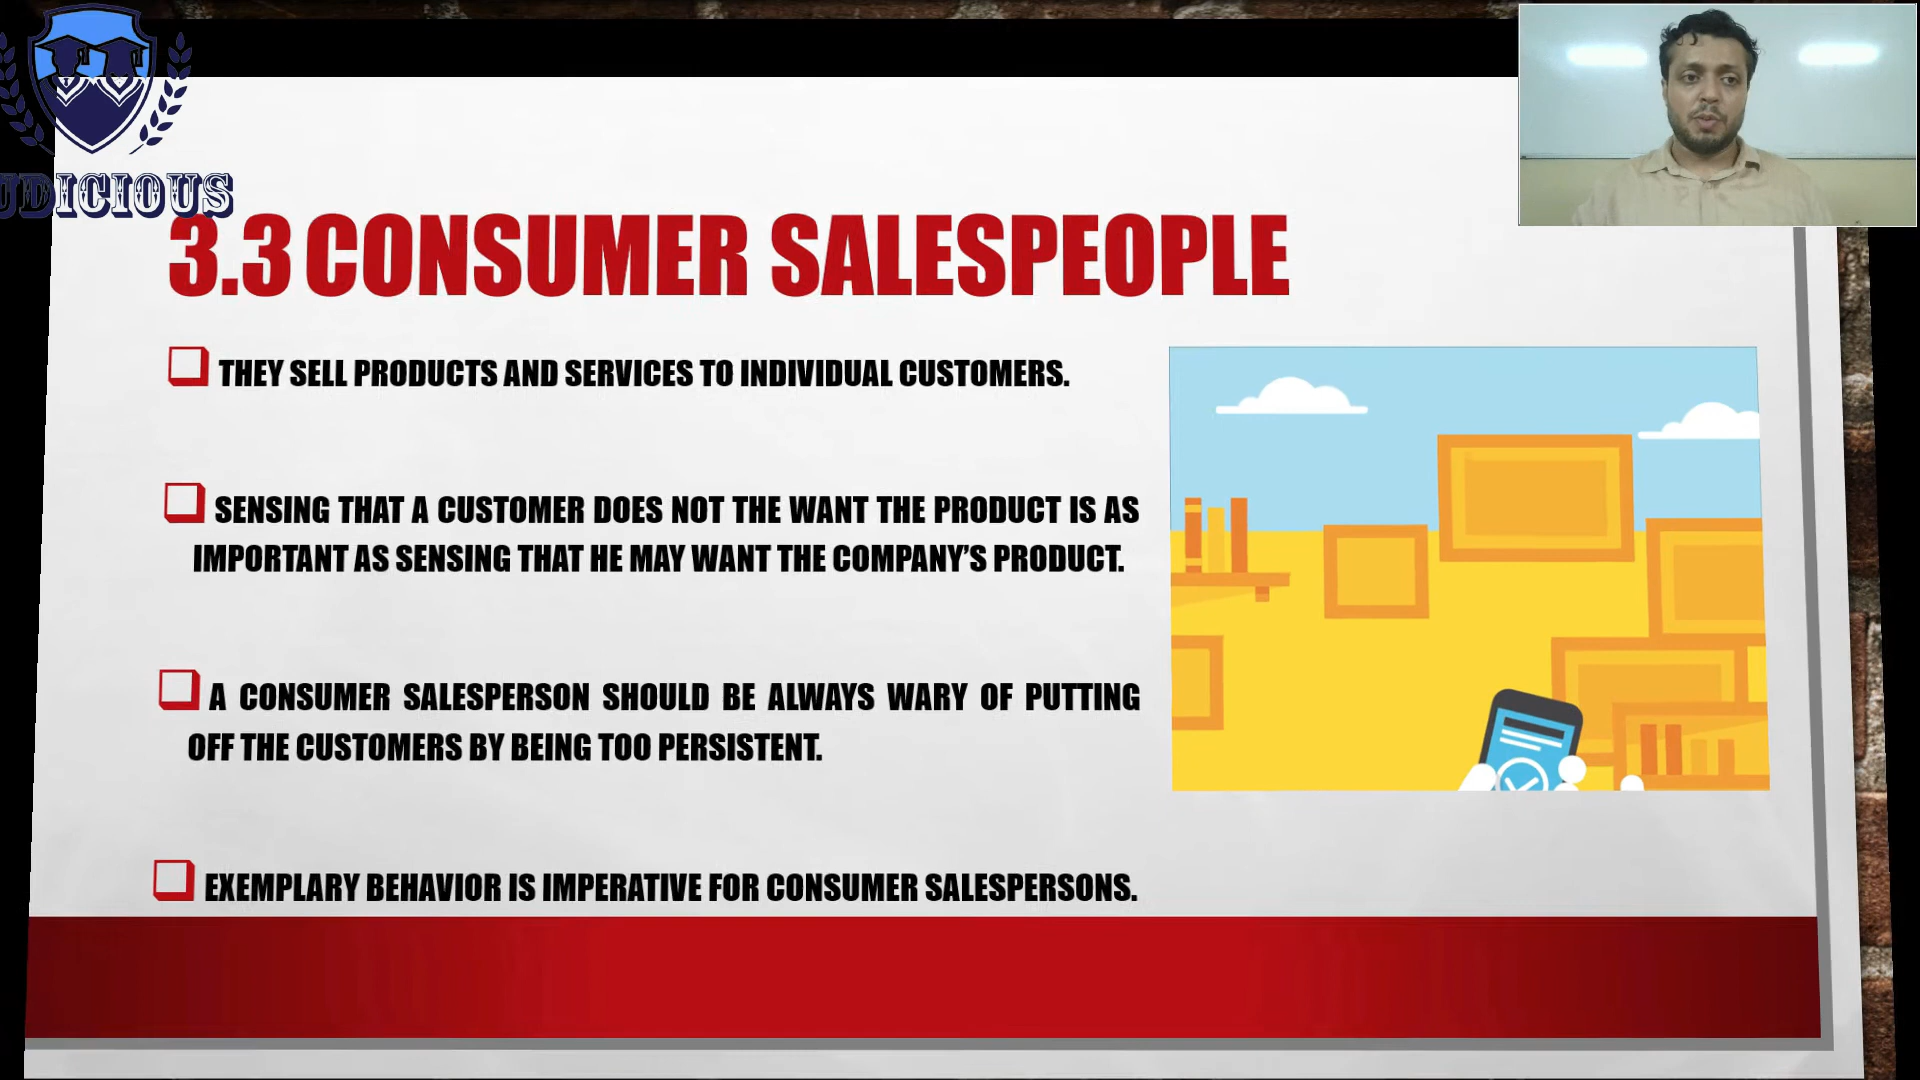 UDICIOUS
3.3 CONSUMER SALESPEOPLE
THEY SELL PRODUCTS AND SERVICES TO INDIVIDUAL CUSTOMERS.
SENSING THAT A CUSTOMER DOES NOT THE WANT THE PRODUCT IS AS
IMPORTANT AS SENSING THAT HE MAY WANT THE COMPANY’S PRODUCT.
A CONSUMER SALESPERSON SHOULD BE ALWAYS WARY OF PUTTING
OFF THE CUSTOMERS BY BEING TOO PERSISTENT.
EXEMPLARY BEHAVIOR IS IMPERATIVE FOR CONSUMER SALESPERSONS.